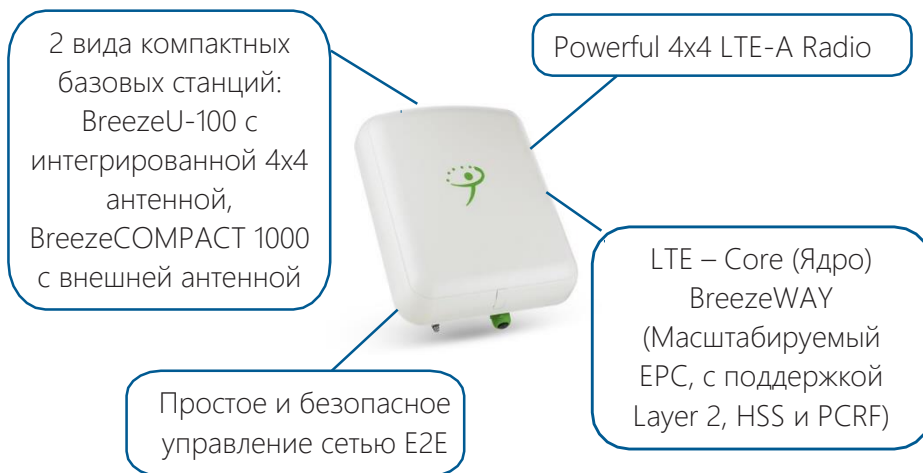 2 вида компактных
базовых станций:
BreezeU-100 с
интегрированной 4x4
антенной,
BreezeCOMPACT 1000
с внешней антенной
Powerful 4x4 LTE-A Radio
LTE – Core (Ядро)
BreezeWAY
(Масштабируемый
EPC, с поддержкой
Layer 2, HSS и PCRF)
Простое и безопасное
управление сетью E2E